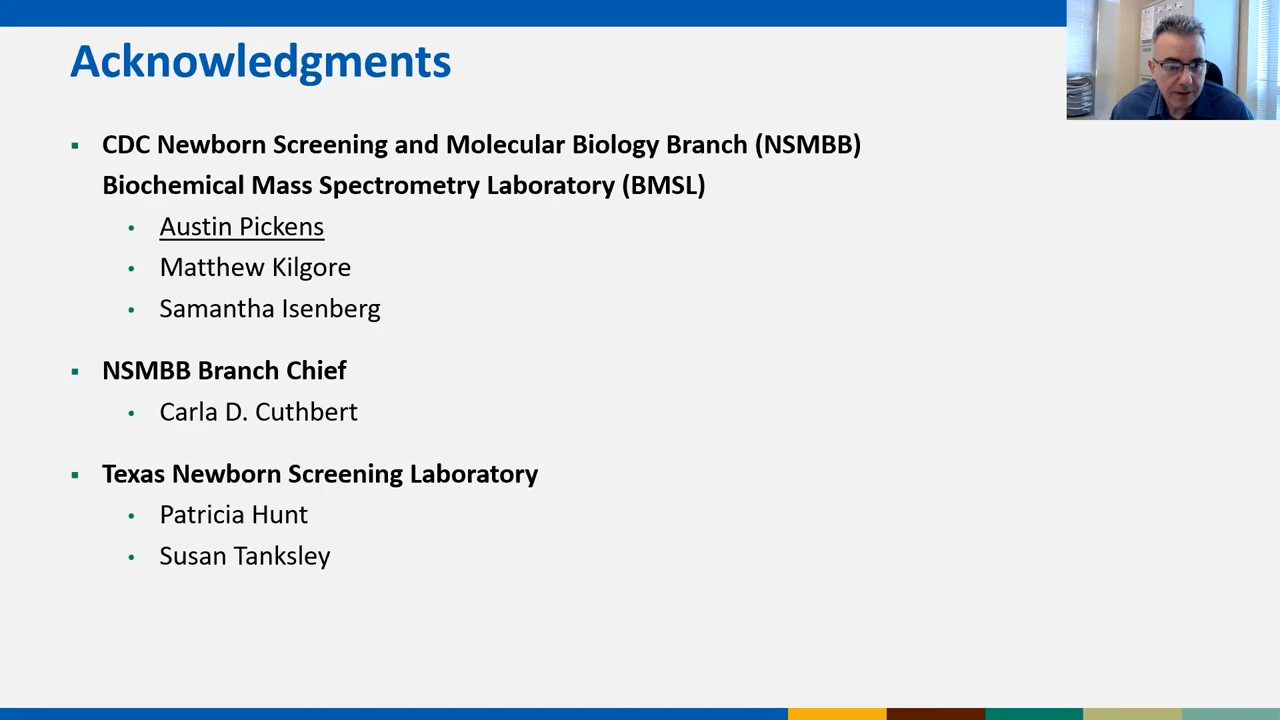 Acknowledgments
▪ CDC Newborn Screening and Molecular Biology Branch (NSMBB)
Biochemical Mass Spectrometry Laboratory (BMSL)
• Austin Pickens
• Matthew Kilgore
• Samantha Isenberg
▪ NSMBB Branch Chief
• Carla D. Cuthbert
▪ Texas Newborn Screening Laboratory
• Patricia Hunt
• Susan Tanksley